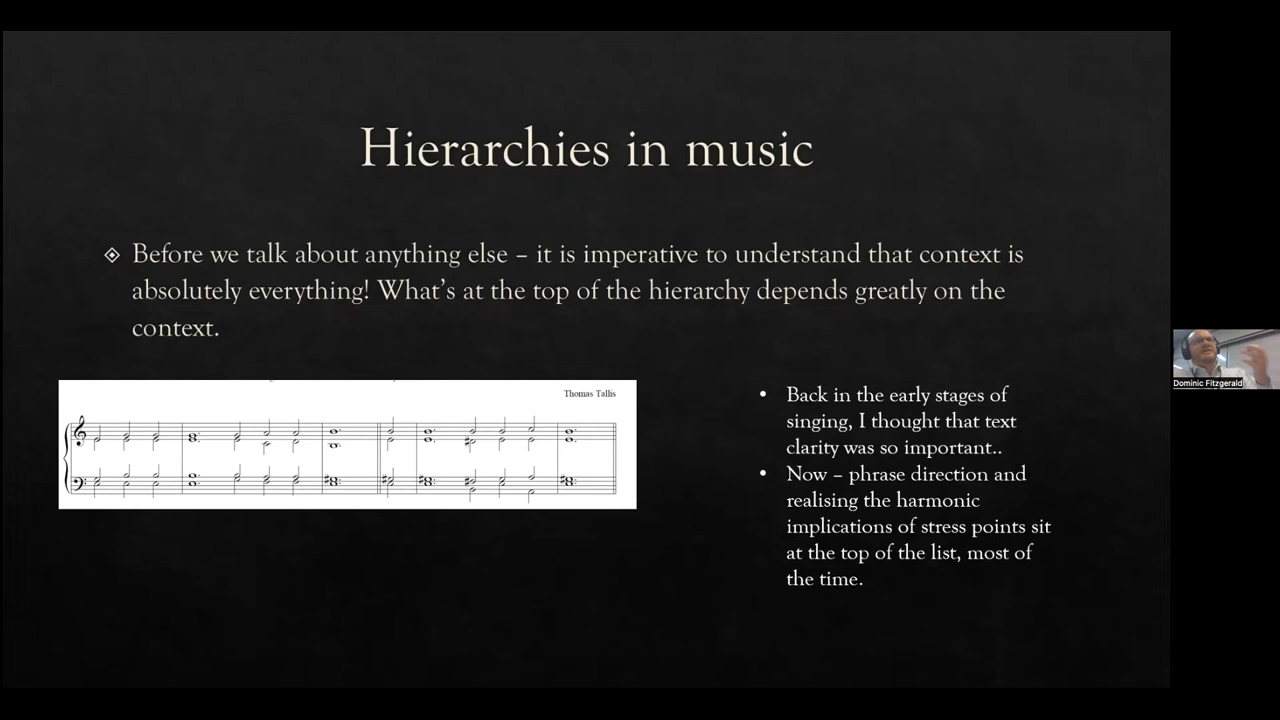 Hierarchies in music
Before we talk about anything else – it is imperative to understand that context is
absolutely everything! What's at the top of the hierarchy depends greatly on the
context.
Thomas Tallis
• Back in the early stages of
singing, I thought that text
clarity was so important..
• Now – phrase direction and
realising the harmonic
implications of stress points sit
at the top of the list, most of
the time.
Dominic Fitzgerald